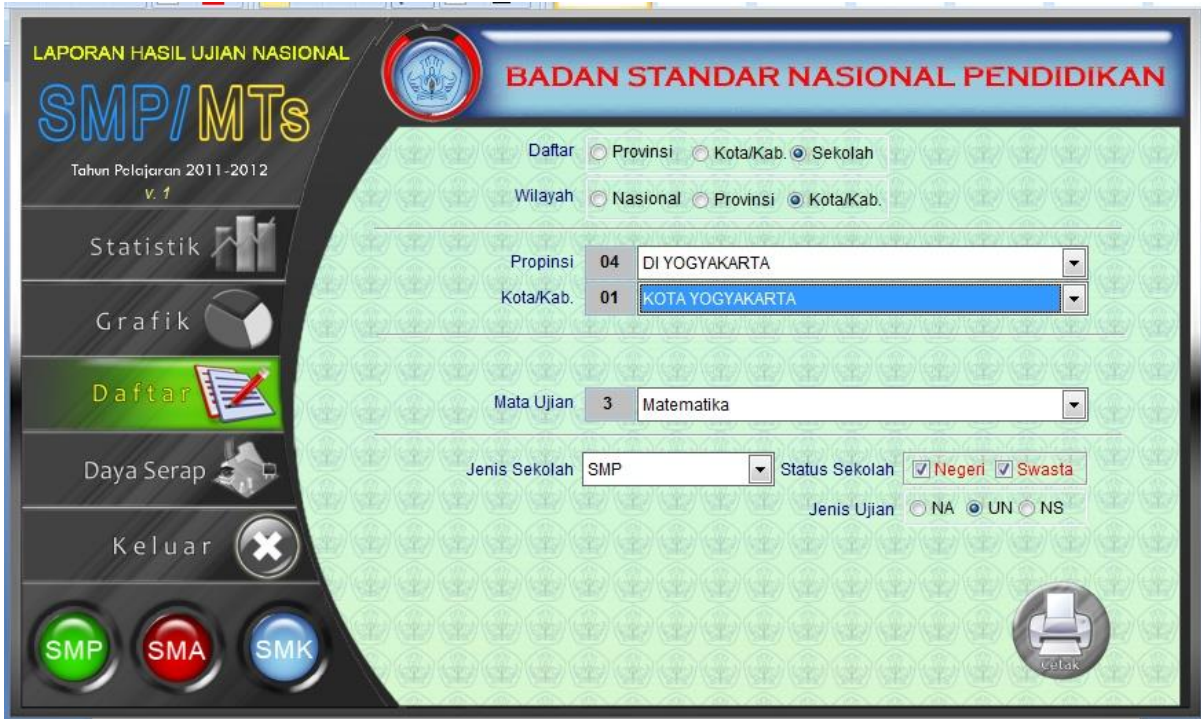 LAPORAN HASIL UJIAN NASIONAL
SMP/MTs
Tahun Pelajaran 2011-2012
v. 1
Statistik
Grafik
Daftar
Daya Serap
Keluar
SMP SMA SMK
BADAN STANDAR NASIONAL PENDIDIKAN
Daftar Provinsi Kota/Kab. Sekolah
Wilayah Nasional Provinsi Kota/Kab.
Propinsi 04 DI YOGYAKARTA
Kota/Kab. 01 KOTA YOGYAKARTA
Mata Ujian 3 Matematika
Jenis Sekolah SMP Status Sekolah Negeri Swasta
Jenis Ujian NA UN NS
Cetak